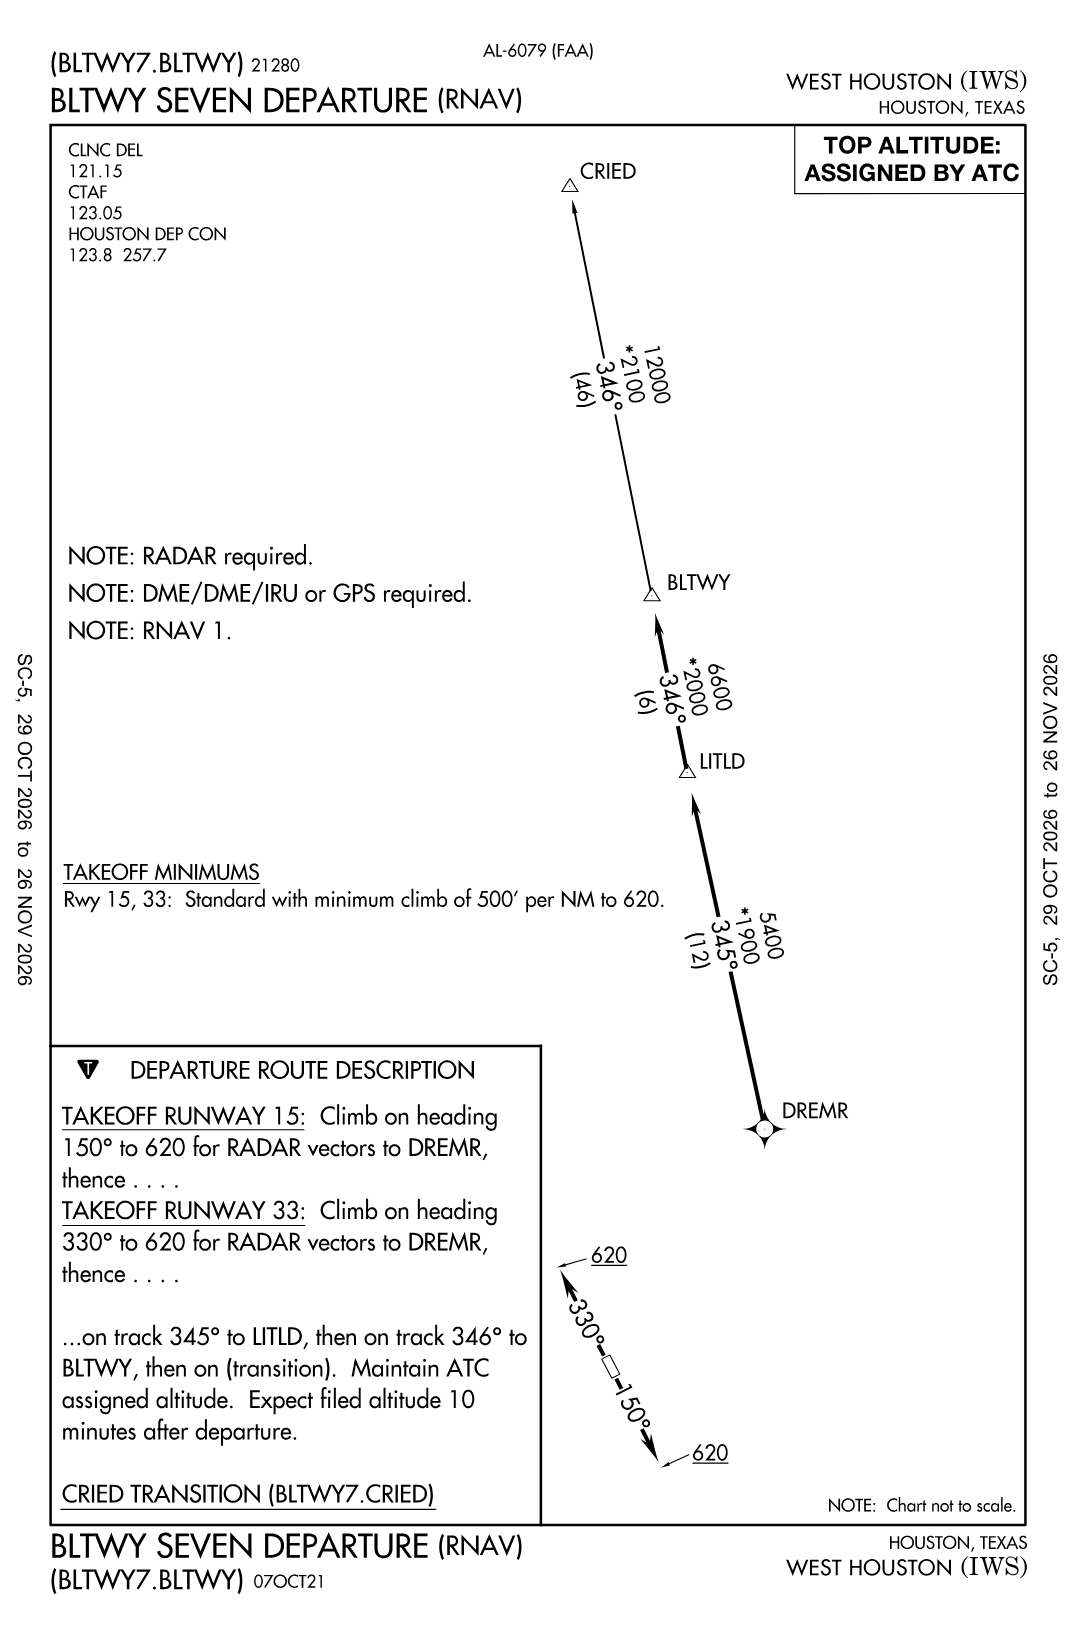 (BLTWY7.BLTWY) 21280
AL-6079 (FAA)
BLTWY SEVEN DEPARTURE (RNAV)
WEST HOUSTON (IWS)
HOUSTON, TEXAS
TOP ALTITUDE:
ASSIGNED BY ATC
CLNC DEL
121.15
CTAF
123.05
HOUSTON DEP CON
123.8 257.7
CRIED
12000
*2100
346°
(46)
NOTE: RADAR required.
NOTE: DME/DME/IRU or GPS required.
NOTE: RNAV 1.
BLTWY
6600
*2000
346°
(6)
LITLD
SC-5, 29 OCT 2026 to 26 NOV 2026
SC-5, 29 OCT 2026 to 26 NOV 2026
TAKEOFF MINIMUMS
Rwy 15, 33: Standard with minimum climb of 500' per NM to 620.
5400
*1900
345°
(12)
DREMR
T DEPARTURE ROUTE DESCRIPTION
TAKEOFF RUNWAY 15: Climb on heading
150° to 620 for RADAR vectors to DREMR,
thence . . . .
TAKEOFF RUNWAY 33: Climb on heading
330° to 620 for RADAR vectors to DREMR,
thence . . . .
...on track 345° to LITLD, then on track 346° to
BLTWY, then on (transition). Maintain ATC
assigned altitude. Expect filed altitude 10
minutes after departure.
CRIED TRANSITION (BLTWY7.CRIED)
620
330°
150°
620
NOTE: Chart not to scale.
BLTWY SEVEN DEPARTURE (RNAV)
(BLTWY7.BLTWY) 07OCT21
HOUSTON, TEXAS
WEST HOUSTON (IWS)